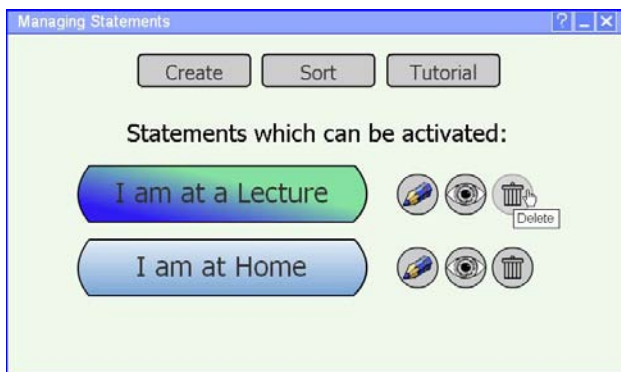 Managing Statements
Create Sort Tutorial
Statements which can be activated:
I am at a Lecture
Delete
I am at Home